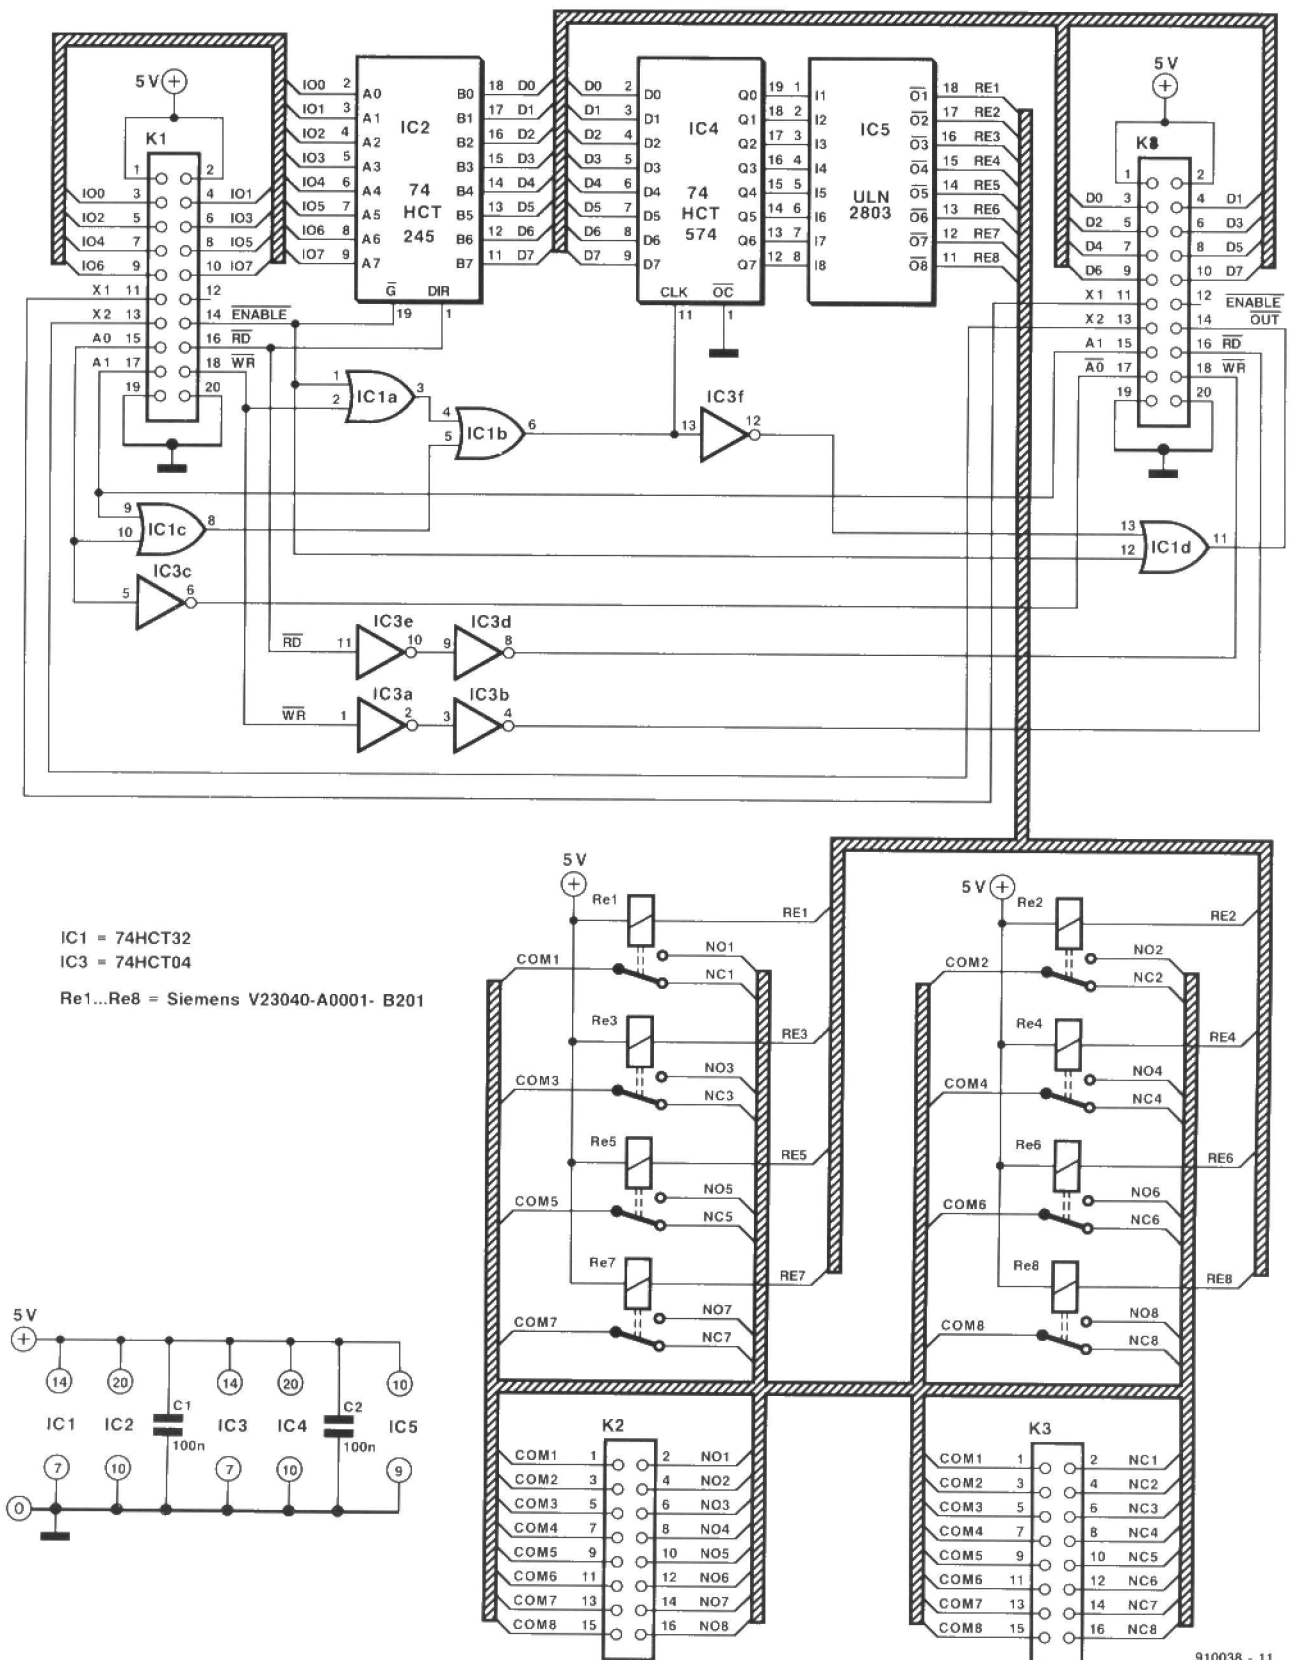 5 V
K1
1 2
IO0 3 4 IO1
IO2 5 6 IO3
IO4 7 8 IO5
IO6 9 10 IO7
X1 11 12
X2 13 14 ENABLE
A0 15 16 RD
A1 17 18 WR
19 20
IO0 2 A0 B0 18 D0
IO1 3 A1 B1 17 D1
IO2 4 A2 B2 16 D2
IO3 5 A3 B3 15 D3
IO4 6 A4 B4 14 D4
IO5 7 A5 B5 13 D5
IO6 8 A6 B6 12 D6
IO7 9 A7 B7 11 D7
IC2
74
HCT
245
G DIR
19 1
D0 2 D0 Q0 19
D1 3 D1 Q1 18
D2 4 D2 Q2 17
D3 5 D3 Q3 16
D4 6 D4 Q4 15
D5 7 D5 Q5 14
D6 8 D6 Q6 13
D7 9 D7 Q7 12
IC4
74
HCT
574
CLK OC
11 1
1 I1 O1 18 RE1
2 I2 O2 17 RE2
3 I3 O3 16 RE3
4 I4 O4 15 RE4
5 I5 O5 14 RE5
6 I6 O6 13 RE6
7 I7 O7 12 RE7
8 I8 O8 11 RE8
IC5
ULN
2803
5 V
K8
1 2
D0 3 4 D1
D2 5 6 D3
D4 7 8 D5
D6 9 10 D7
X1 11 12 ENABLE
OUT
X2 13 14
A1 15 16 RD
A0 17 18 WR
19 20
1 2 IC1a 3
4 5 IC1b 6
13 IC3f 12
9 10 IC1c 8
13 12 IC1d 11
5 IC3c 6
RD 11 IC3e 10 9 IC3d 8
WR 1 IC3a 2 3 IC3b 4
IC1 = 74HCT32
IC3 = 74HCT04
Re1...Re8 = Siemens V23040-A0001- B201
5 V
Re1 RE1
COM1 NO1
NC1
Re3 RE3
COM3 NO3
NC3
Re5 RE5
COM5 NO5
NC5
Re7 RE7
COM7 NO7
NC7
5 V
Re2 RE2
COM2 NO2
NC2
Re4 RE4
COM4 NO4
NC4
Re6 RE6
COM6 NO6
NC6
Re8 RE8
COM8 NO8
NC8
5 V
14 20 14 20 10
IC1 IC2 C1 100n IC3 IC4 C2 100n IC5
7 10 7 10 9
0
K2
COM1 1 2 NO1
COM2 3 4 NO2
COM3 5 6 NO3
COM4 7 8 NO4
COM5 9 10 NO5
COM6 11 12 NO6
COM7 13 14 NO7
COM8 15 16 NO8
K3
COM1 1 2 NC1
COM2 3 4 NC2
COM3 5 6 NC3
COM4 7 8 NC4
COM5 9 10 NC5
COM6 11 12 NC6
COM7 13 14 NC7
COM8 15 16 NC8
910038 - 11